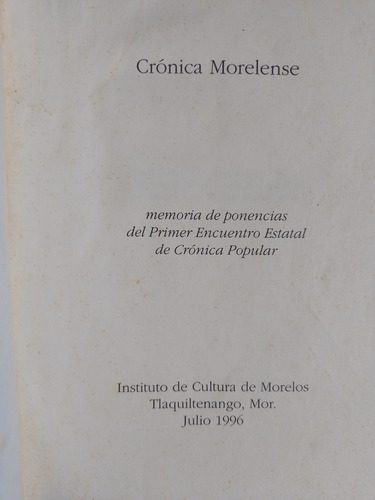 Crónica Morelense
memoria de ponencias
del Primer Encuentro Estatal
de Crónica Popular
Instituto de Cultura de Morelos
Tlaquiltenango, Mor.
Julio 1996